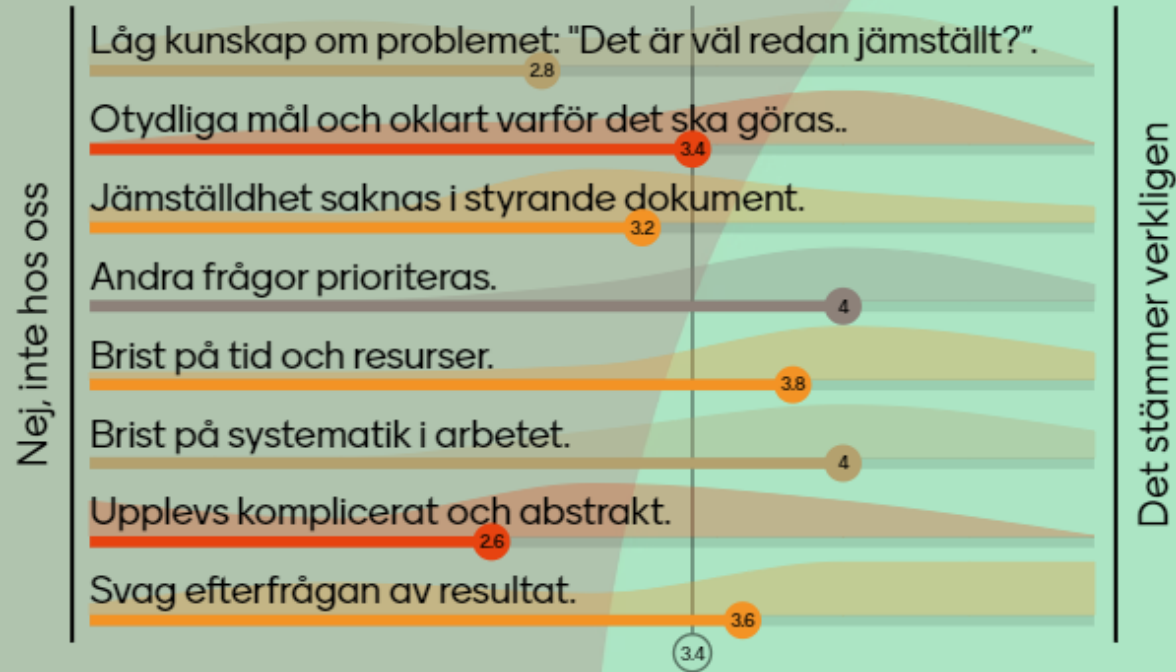 Nej, inte hos oss
Låg kunskap om problemet: "Det är väl redan jämställt?”.
2.8
Otydliga mål och oklart varför det ska göras..
3.4
Jämställdhet saknas i styrande dokument.
3.2
Andra frågor prioriteras.
4
Brist på tid och resurser.
3.8
Brist på systematik i arbetet.
4
Upplevs komplicerat och abstrakt.
2.6
Svag efterfrågan av resultat.
3.6
3.4
Det stämmer verkligen